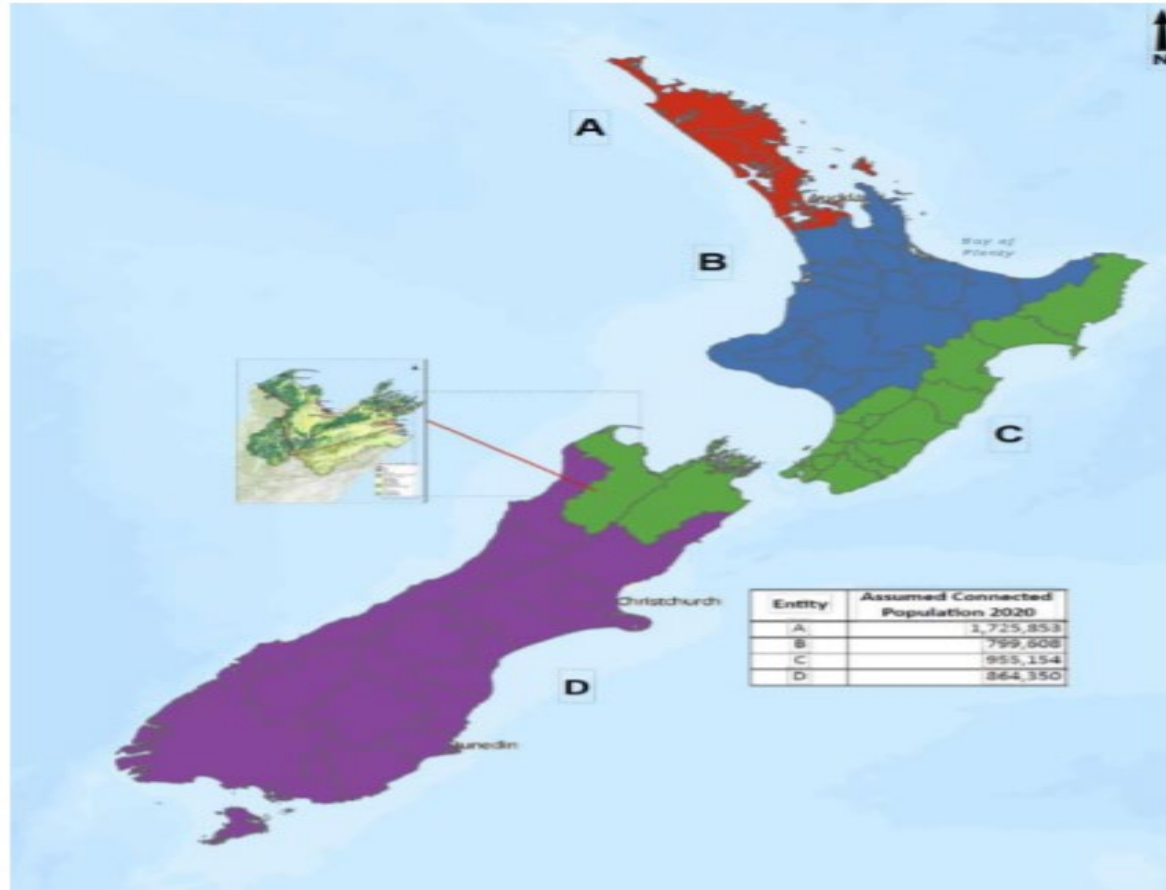 N
A
Auckland
B
Bay of
Plenty
C
Christchurch
Entity Assumed Connected
Population 2020
A 1,725,853
B 799,608
C 955,154
D 864,350
D
Dunedin